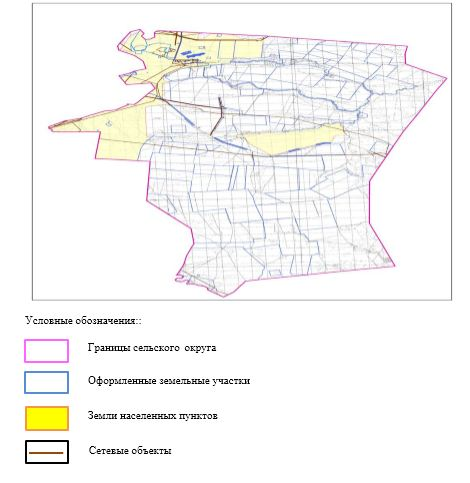 Условные обозначения::
Границы сельского округа
Оформленные земельные участки
Земли населенных пунктов
Сетевые объекты